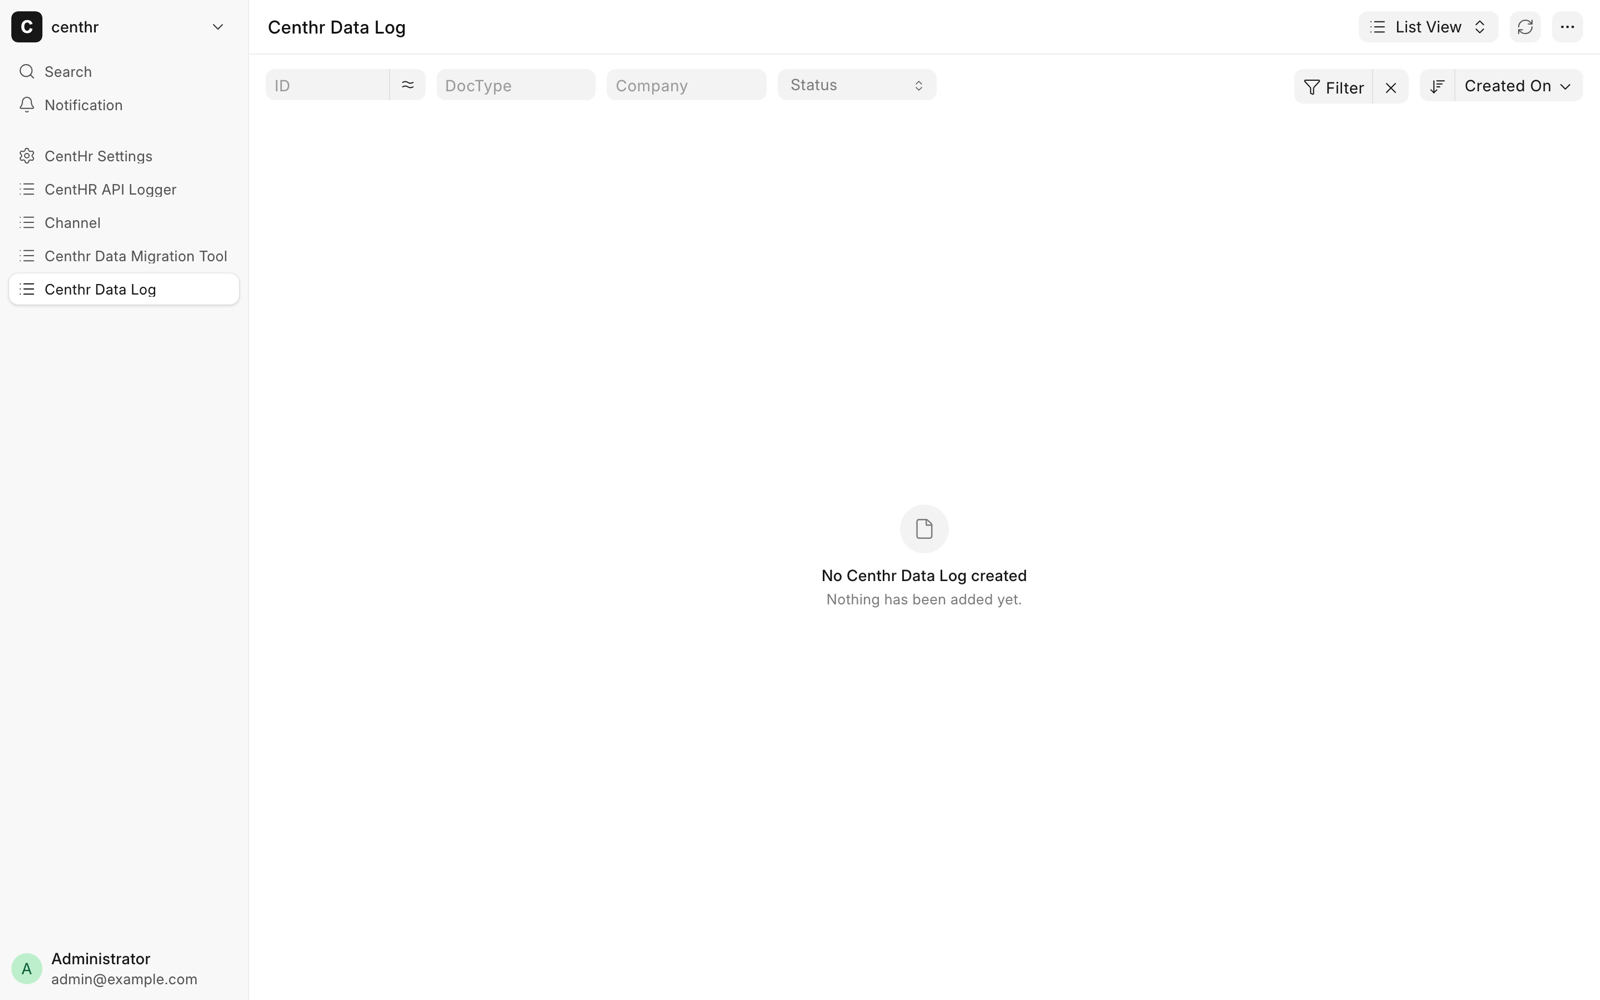 C centhr
Search
Notification
CentHr Settings
CentHR API Logger
Channel
Centhr Data Migration Tool
Centhr Data Log
A Administrator
admin@example.com
Centhr Data Log
List View
ID ≈ DocType Company Status
Filter Created On
No Centhr Data Log created
Nothing has been added yet.